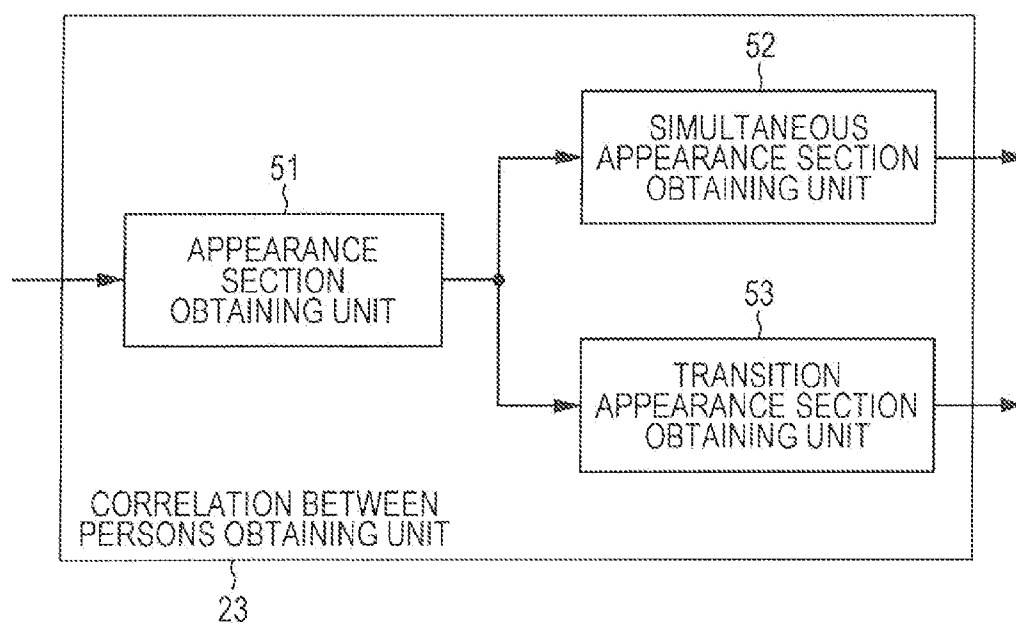 52
SIMULTANEOUS
APPEARANCE SECTION
OBTAINING UNIT
51
APPEARANCE
SECTION
OBTAINING UNIT
53
TRANSITION
APPEARANCE SECTION
OBTAINING UNIT
CORRELATION BETWEEN
PERSONS OBTAINING UNIT
23